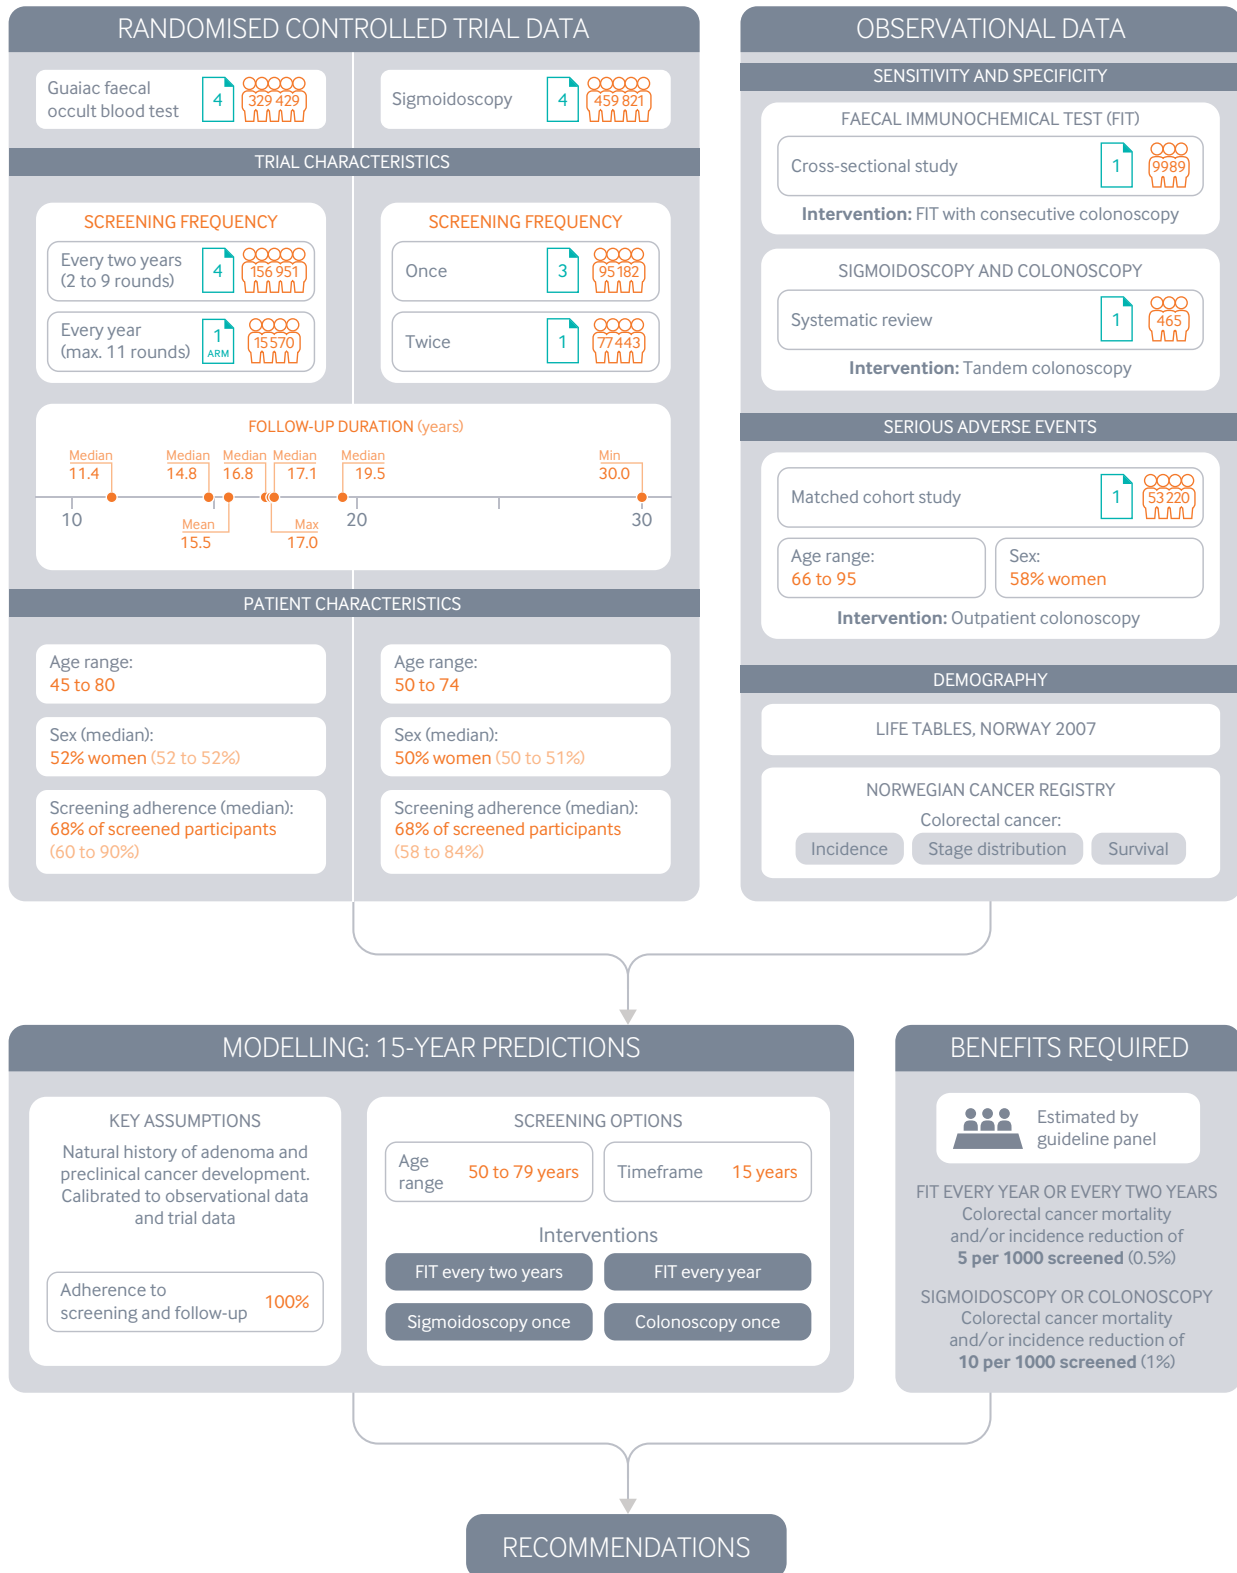 RANDOMISED CONTROLLED TRIAL DATA
Guaiac faecal
occult blood test
4
329 429
Sigmoidoscopy
4
459 821
TRIAL CHARACTERISTICS
SCREENING FREQUENCY
Every two years
(2 to 9 rounds)
4
156 951
Every year
(max. 11 rounds)
1
ARM
15 570
SCREENING FREQUENCY
Once
3
95 182
Twice
1
77 443
FOLLOW-UP DURATION (years)
Median
11.4
Median
14.8
Median
16.8
Median
17.1
Median
19.5
Min
30.0
10
20
30
Mean
15.5
Max
17.0
PATIENT CHARACTERISTICS
Age range:
45 to 80
Sex (median):
52% women (52 to 52%)
Screening adherence (median):
68% of screened participants
(60 to 90%)
Age range:
50 to 74
Sex (median):
50% women (50 to 51%)
Screening adherence (median):
68% of screened participants
(58 to 84%)
OBSERVATIONAL DATA
SENSITIVITY AND SPECIFICITY
FAECAL IMMUNOCHEMICAL TEST (FIT)
Cross-sectional study
1
9989
Intervention: FIT with consecutive colonoscopy
SIGMOIDOSCOPY AND COLONOSCOPY
Systematic review
1
465
Intervention: Tandem colonoscopy
SERIOUS ADVERSE EVENTS
Matched cohort study
1
53 220
Age range:
66 to 95
Sex:
58% women
Intervention: Outpatient colonoscopy
DEMOGRAPHY
LIFE TABLES, NORWAY 2007
NORWEGIAN CANCER REGISTRY
Colorectal cancer:
Incidence
Stage distribution
Survival
MODELLING: 15-YEAR PREDICTIONS
KEY ASSUMPTIONS
Natural history of adenoma and
preclinical cancer development.
Calibrated to observational data
and trial data
Adherence to
screening and follow-up
100%
SCREENING OPTIONS
Age
range
50 to 79 years
Timeframe
15 years
Interventions
FIT every two years
FIT every year
Sigmoidoscopy once
Colonoscopy once
BENEFITS REQUIRED
Estimated by
guideline panel
FIT EVERY YEAR OR EVERY TWO YEARS
Colorectal cancer mortality
and/or incidence reduction of
5 per 1000 screened (0.5%)
SIGMOIDOSCOPY OR COLONOSCOPY
Colorectal cancer mortality
and/or incidence reduction of
10 per 1000 screened (1%)
RECOMMENDATIONS